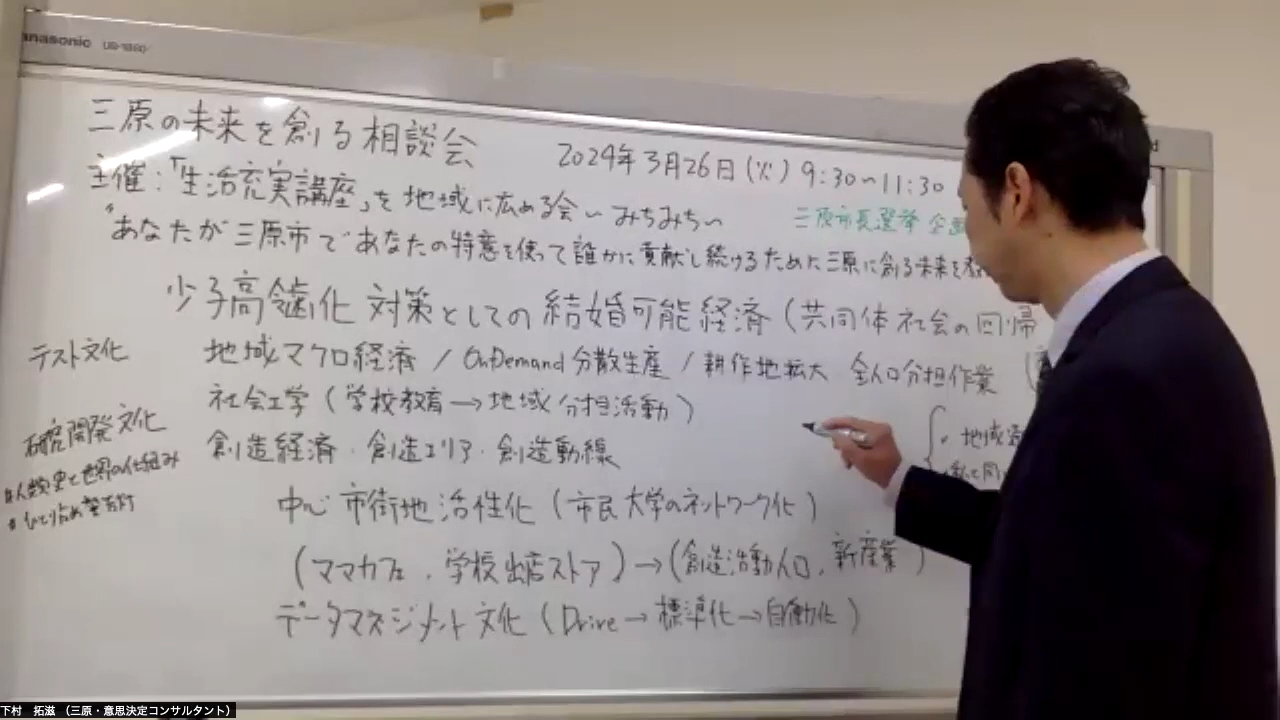 Panasonic
三原の未来を創る相談会
2024年3月26日(火) 9:30~11:30
主催:「生活充実講座」を地域に広める会~みちみち~
三原市長選挙 企画
"あなたが三原市であなたの特意を使って誰かに貢献し続けるために三原に創る未来を
少子高齢化 対策としての 結婚可能経済 (共同体社会の回帰
テスト文化
地域マクロ経済 / OnDemand分散生産 / 耕作地拡大 全人口分担作業
社会工学 (学校教育→地域分担活動)
・地域
研究開発文化
創造経済・創造エリア・創造動線
#人類史と世界の仕組み
中心市街地活性化 (市民大学のネットワーク化)
(ママカフェ, 学校出店ストア)→(創造活動人口, 新産業)
データマネジメント文化 (Drive→標準化→自動化)
下村 拓滋 (三原・意思決定コンサルタント)